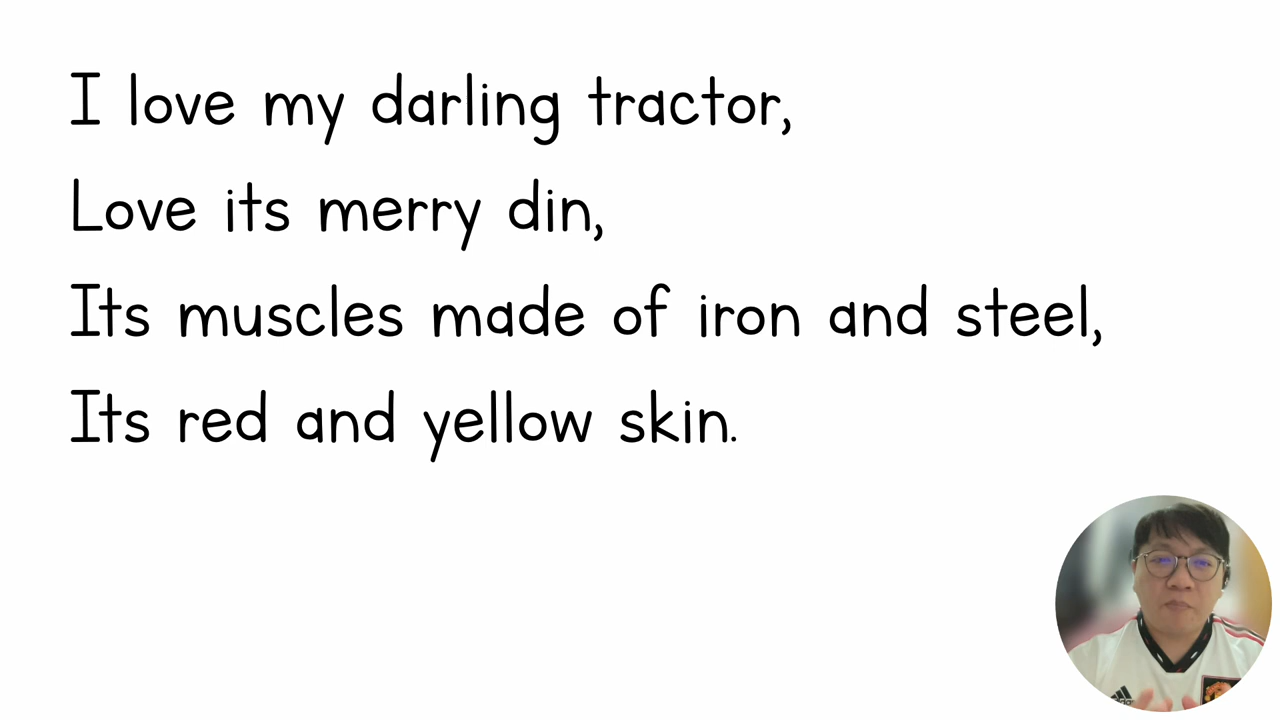 I love my darling tractor,
Love its merry din,
Its muscles made of iron and steel,
Its red and yellow skin.